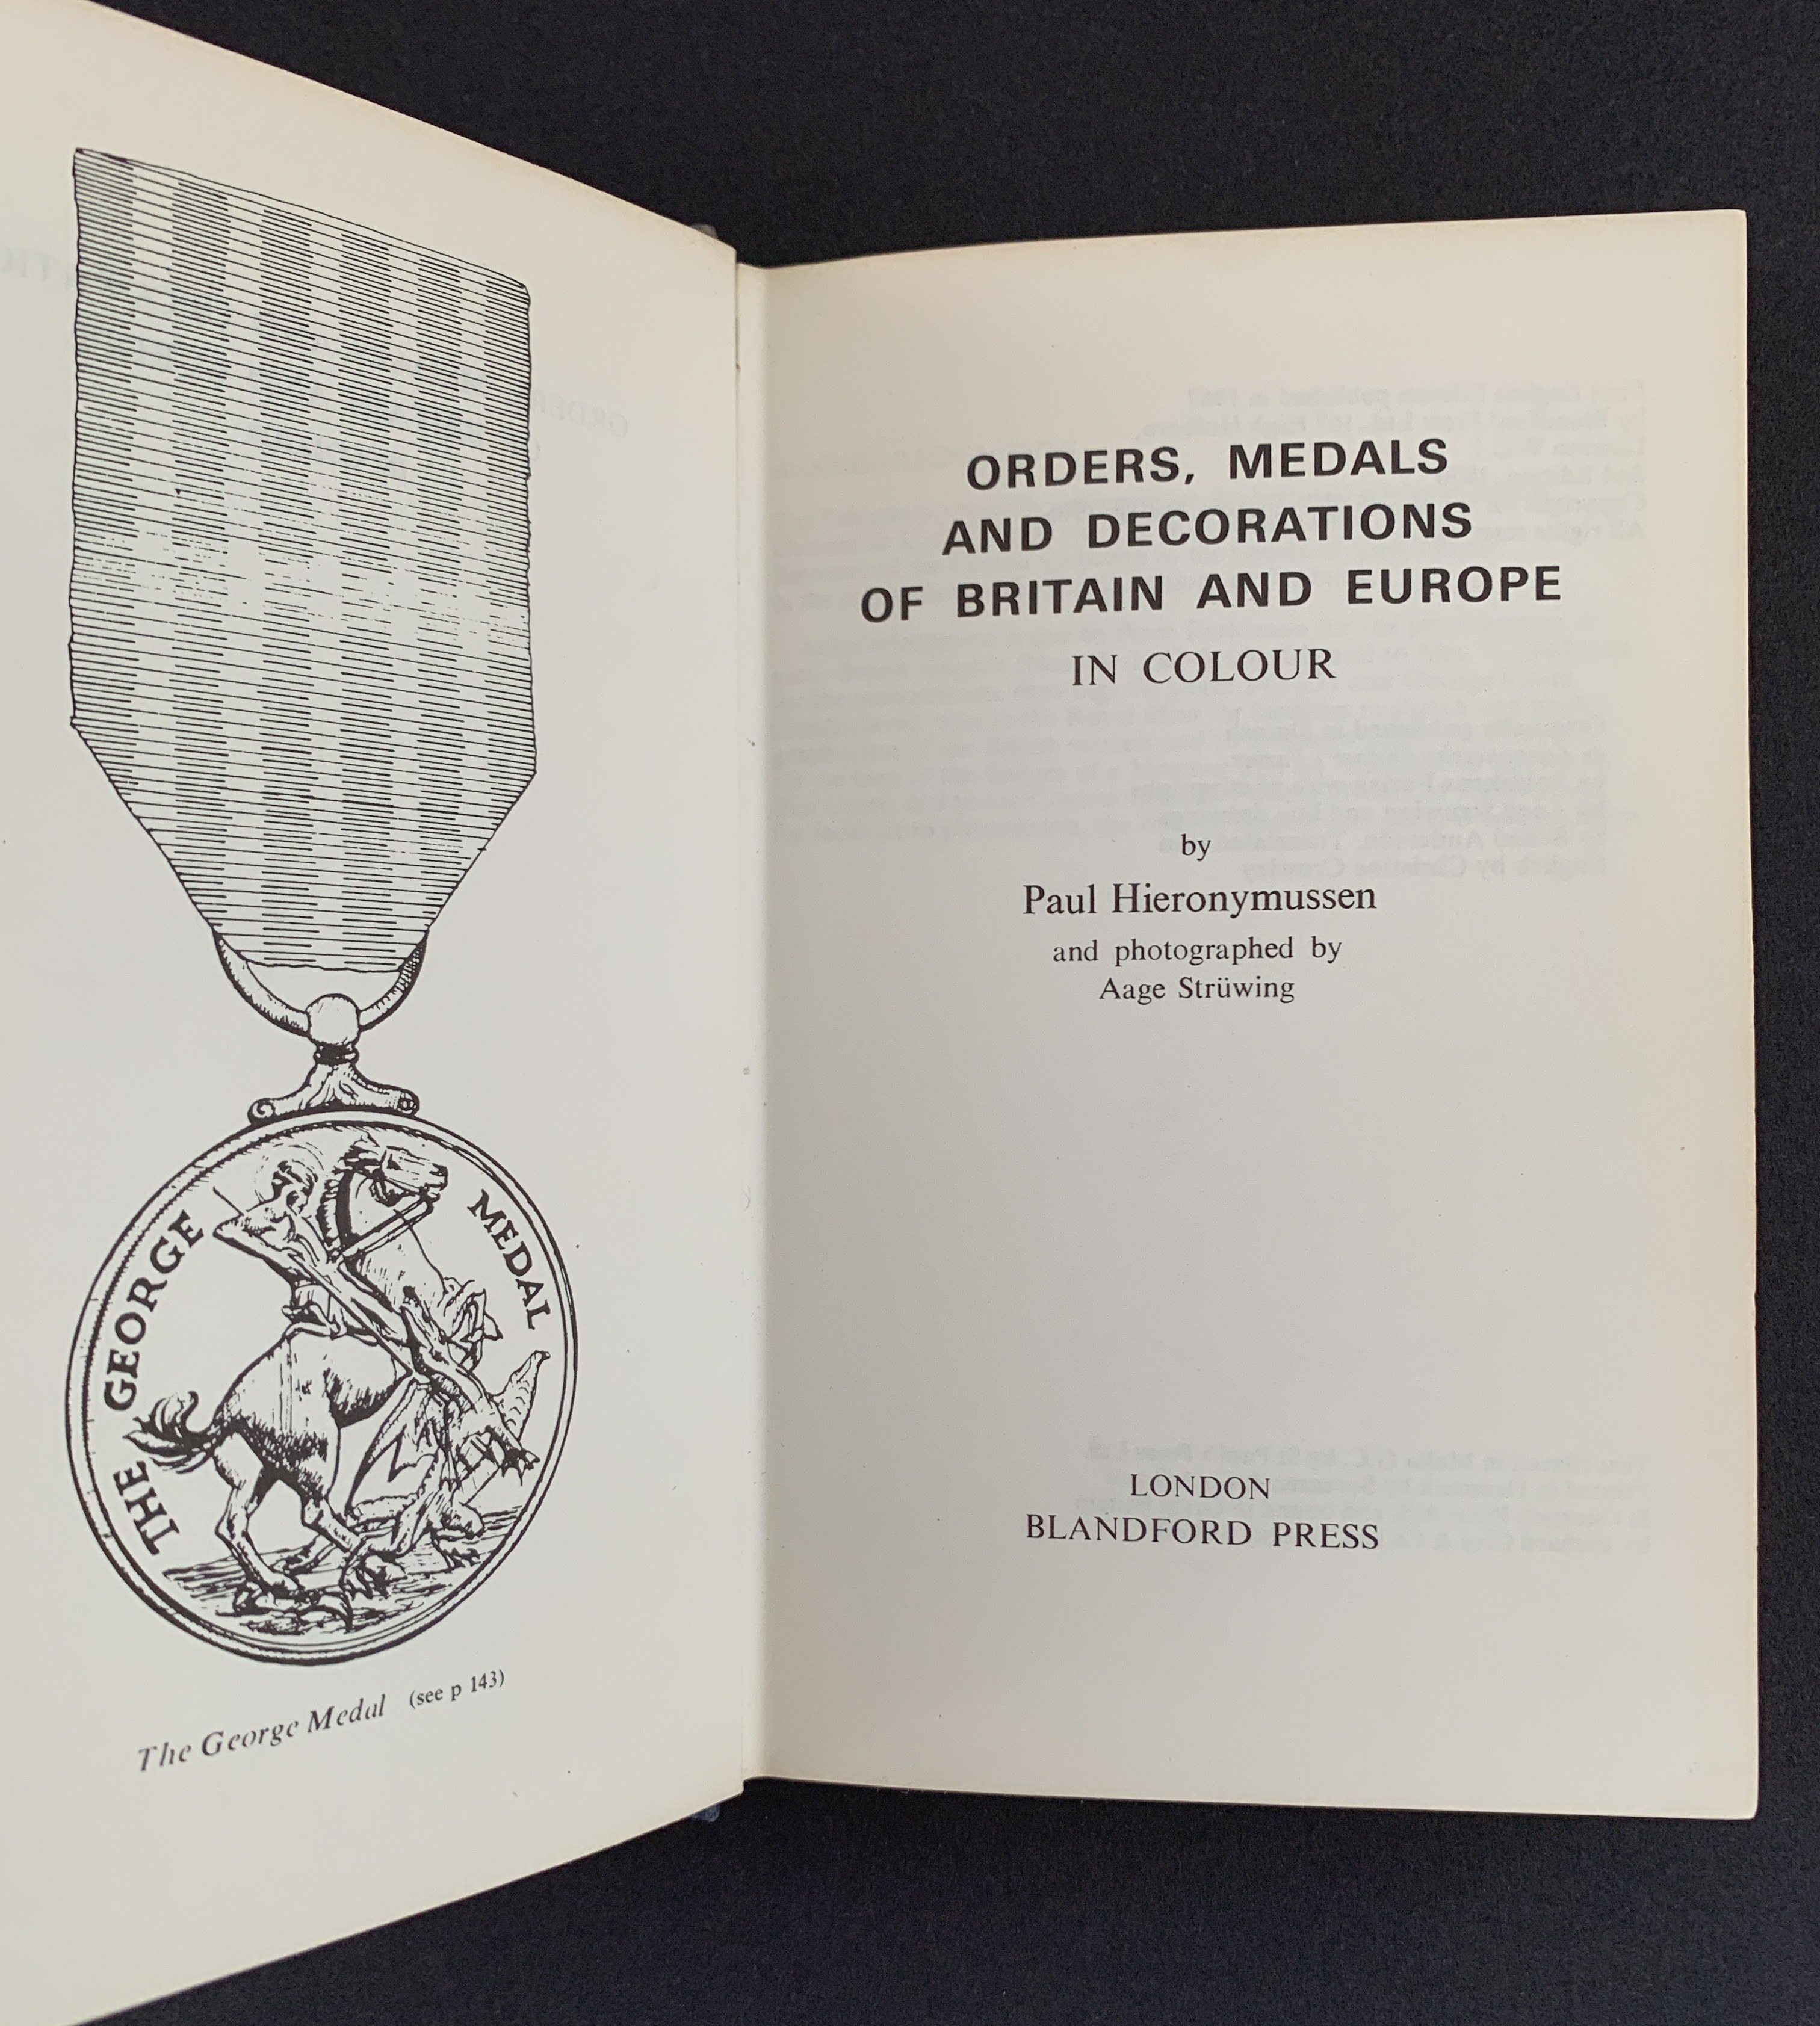 THE GEORGE MEDAL
The George Medal (see p 143)
ORDERS, MEDALS
AND DECORATIONS
OF BRITAIN AND EUROPE
IN COLOUR
by
Paul Hieronymussen
and photographed by
Aage Strüwing
LONDON
BLANDFORD PRESS